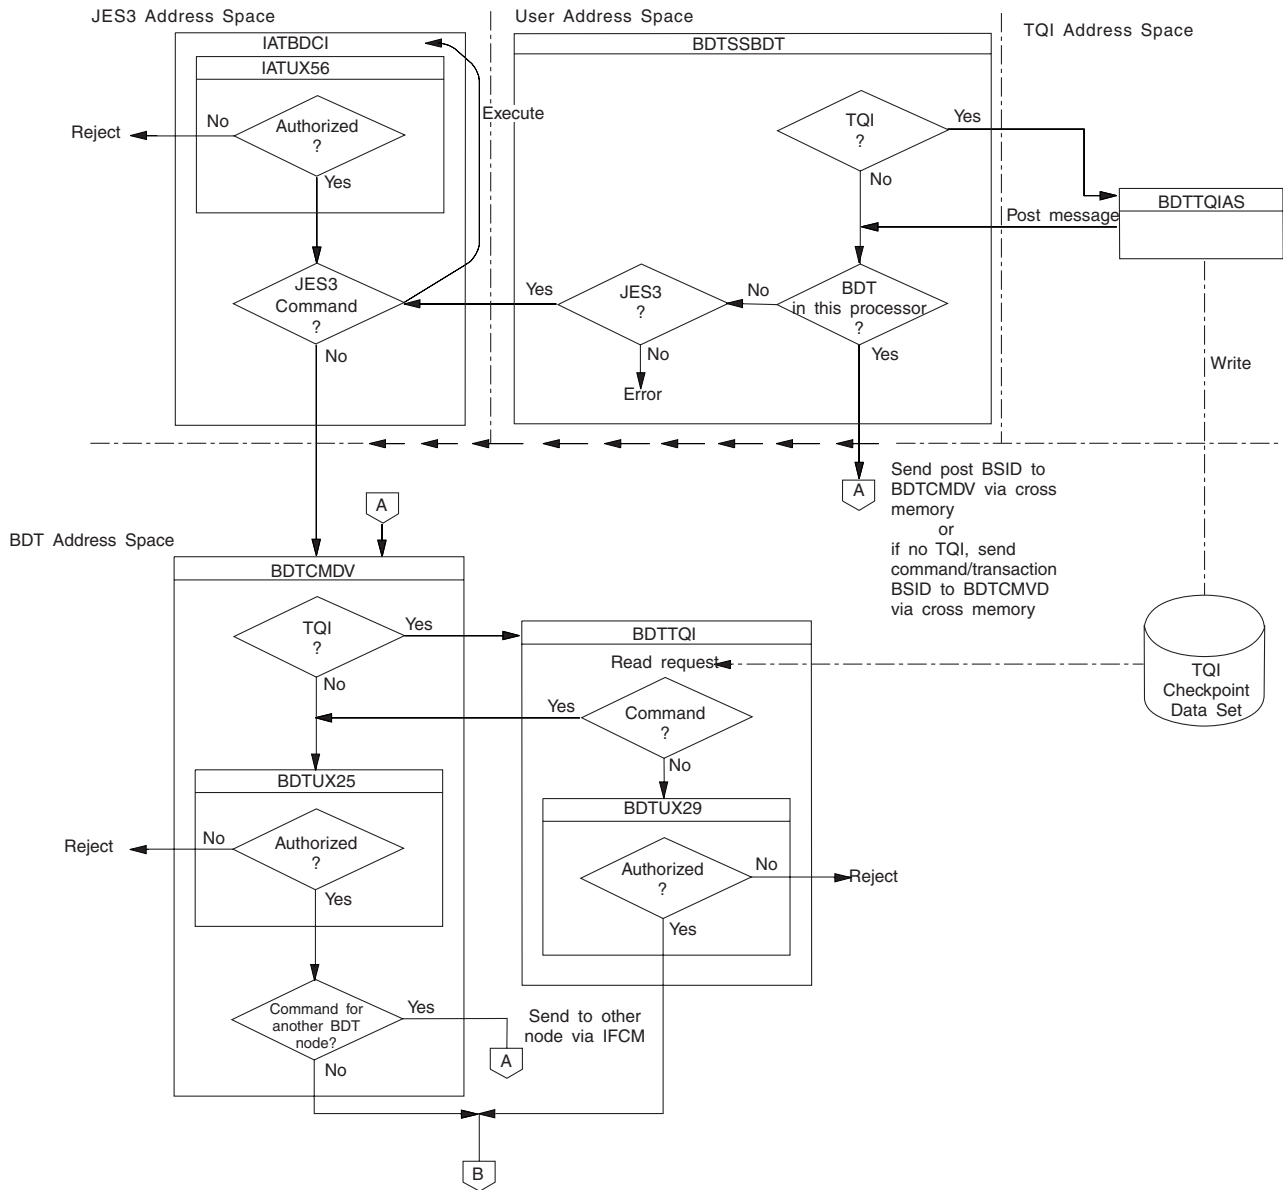 JES3 Address Space
User Address Space
TQI Address Space
IATBDCI
BDTSSBDT
IATUX56
Execute
Reject
No
Authorized
?
Yes
TQI
?
Yes
No
BDTTQIAS
Post message
JES3
Command
?
No
Yes
JES3
?
No
Error
No
BDT
in this processor
?
Yes
Write
A
Send post BSID to
BDTCMDV via cross
memory
or
if no TQI, send
command/transaction
BSID to BDTCMVD
via cross memory
A
BDT Address Space
BDTCMDV
TQI
?
Yes
No
BDTTQI
Read request
TQI
Checkpoint
Data Set
Yes
Command
?
No
BDTUX25
BDTUX29
Reject
No
Authorized
?
Yes
Authorized
?
No
Reject
Yes
Command for
another BDT
node?
Yes
No
Send to other
node via IFCM
A
B